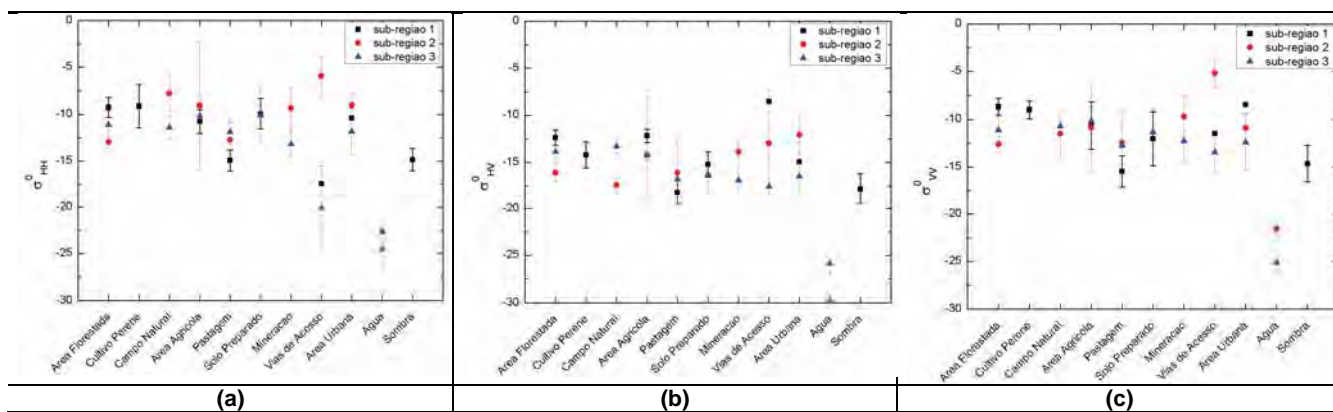 0
-5
-10
-15
-20
-25
-30
σ⁰HH
sub-regiao 1
sub-regiao 2
sub-regiao 3
Area Florestada
Cultivo Perene
Campo Natural
Area Agricola
Pastagem
Solo Preparado
Mineracao
Vias de Acesso
Area Urbana
Agua
Sombra
(a)
0
-5
-10
-15
-20
-25
-30
σ⁰HV
sub-regiao 1
sub-regiao 2
sub-regiao 3
Area Florestada
Cultivo Perene
Campo Natural
Area Agricola
Pastagem
Solo Preparado
Mineracao
Vias de Acesso
Area Urbana
Agua
Sombra
(b)
0
-5
-10
-15
-20
-25
-30
σ⁰VV
sub-regiao 1
sub-regiao 2
sub-regiao 3
Area Florestada
Cultivo Perene
Campo Natural
Area Agricola
Pastagem
Solo Preparado
Mineracao
Vias de Acesso
Area Urbana
Agua
Sombra
(c)